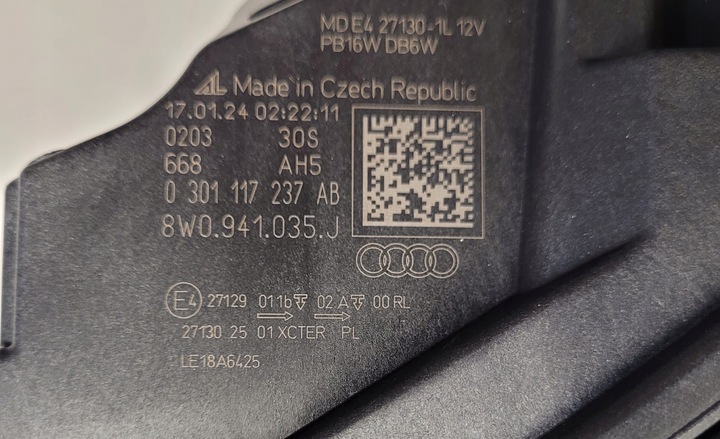 MD E4 27130-1L 12V
PB16W DB6W
AL Made in Czech Republic
17.01.24 02:22:11
0203 30S
668 AH5
0 301 117 237 AB
8W0.941.035.J
E4 27129 011b 02 A 00 RL
27130 25 01 XCTER PL
LE18A6425